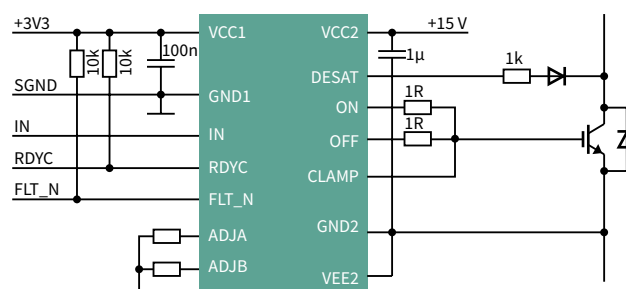 +3V3
VCC1
VCC2
+15 V
10k
10k
100n
1µ
DESAT
1k
SGND
GND1
ON
1R
IN
IN
OFF
1R
RDYC
RDYC
CLAMP
FLT_N
FLT_N
ADJA
GND2
ADJB
VEE2